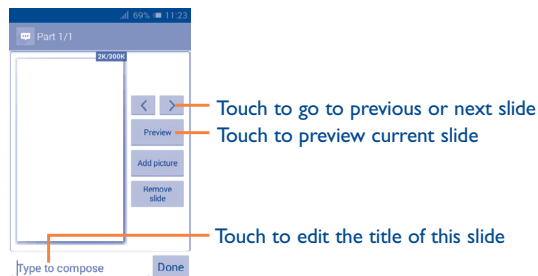 69% 11:23
Part 1/1
2K/300K
< >
Touch to go to previous or next slide
Preview
Touch to preview current slide
Add picture
Remove
slide
Touch to edit the title of this slide
Type to compose
Done